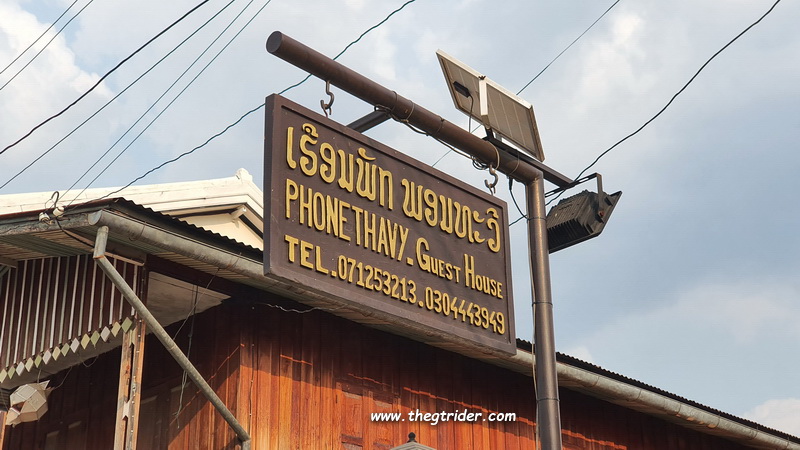 ເຮືອນພັກ ພອນທະວີ
PHONETHAVY. GUEST HOUSE
TEL.071253213.0304443949
www.thegtrider.com